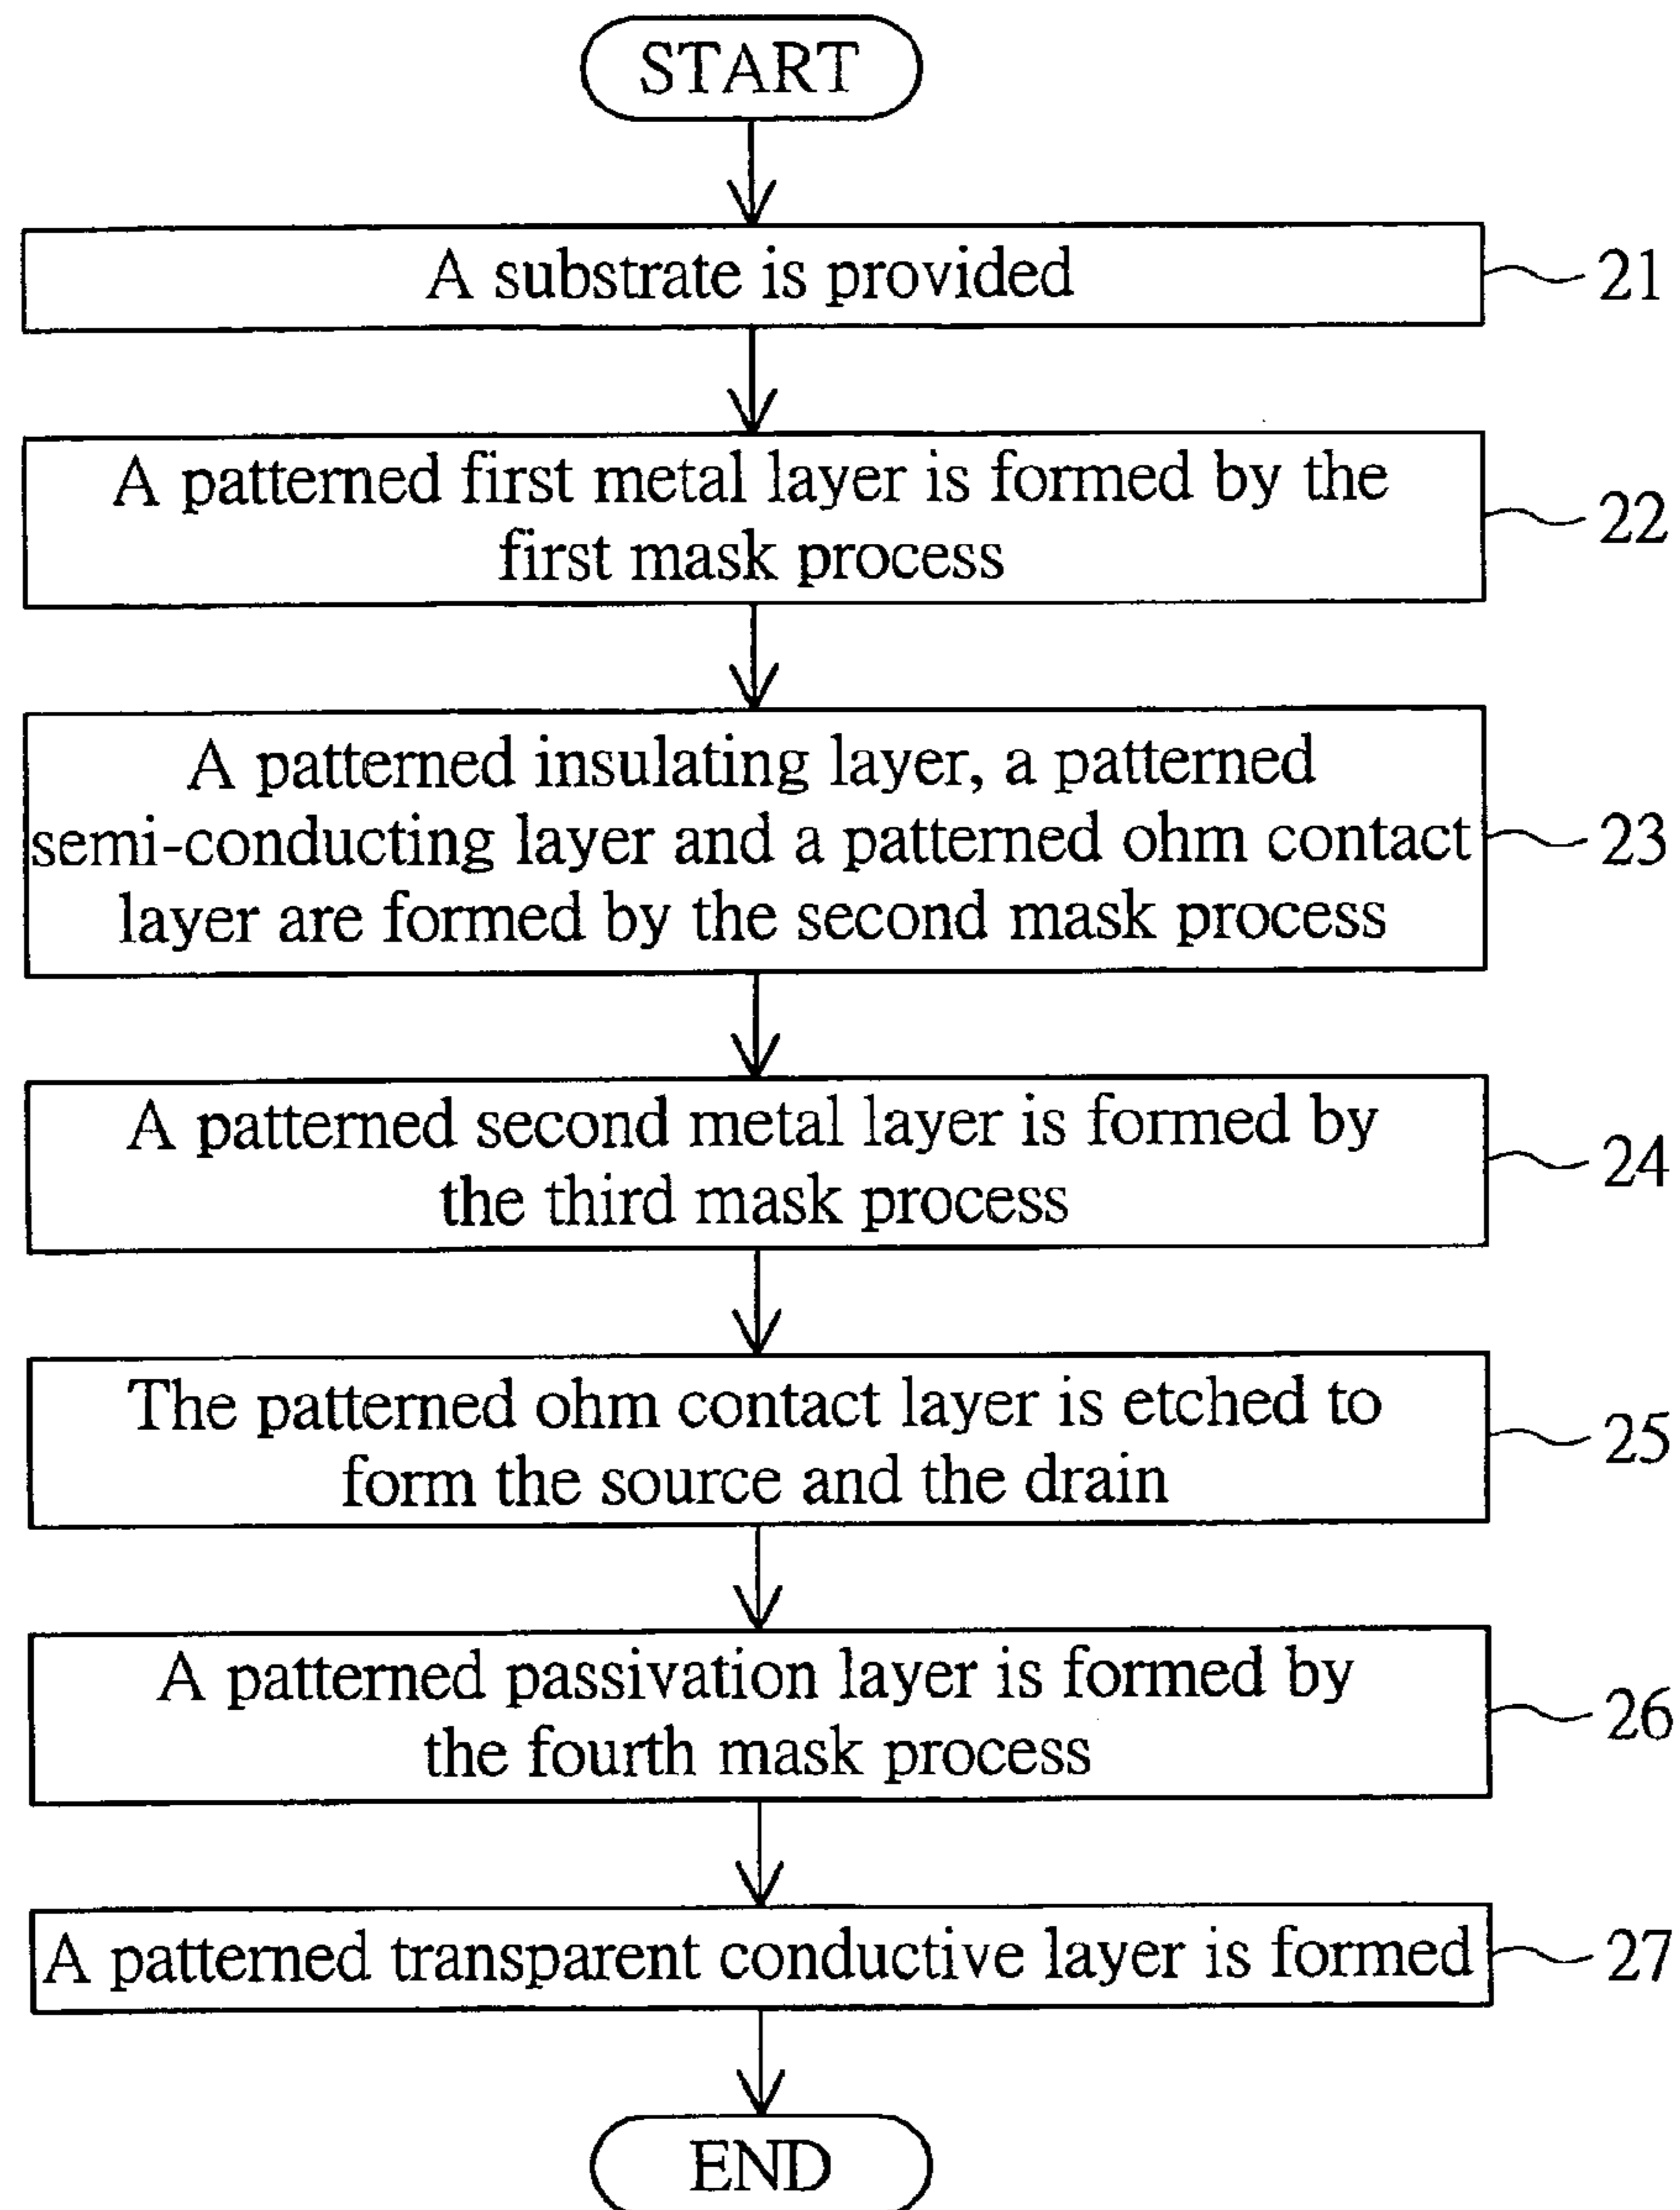 START
A substrate is provided
21
A patterned first metal layer is formed by the
first mask process
22
A patterned insulating layer, a patterned
semi-conducting layer and a patterned ohm contact
layer are formed by the second mask process
23
A patterned second metal layer is formed by
the third mask process
24
The patterned ohm contact layer is etched to
form the source and the drain
25
A patterned passivation layer is formed by
the fourth mask process
26
A patterned transparent conductive layer is formed
27
END